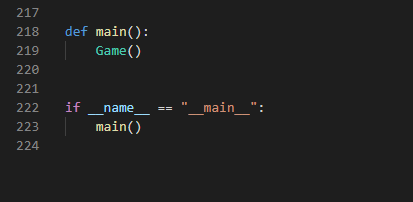 217
218 def main():
219     Game()
220
221
222 if __name__ == "__main__":
223     main()
224